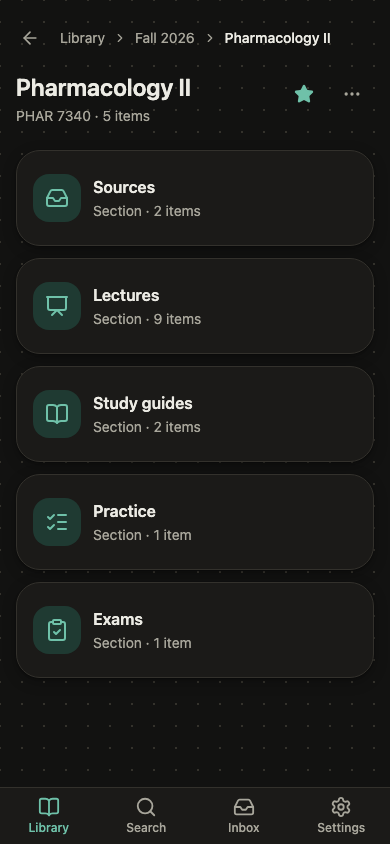 Library > Fall 2026 > Pharmacology II
Pharmacology II
PHAR 7340 · 5 items
Sources
Section · 2 items
Lectures
Section · 9 items
Study guides
Section · 2 items
Practice
Section · 1 item
Exams
Section · 1 item
Library Search Inbox Settings